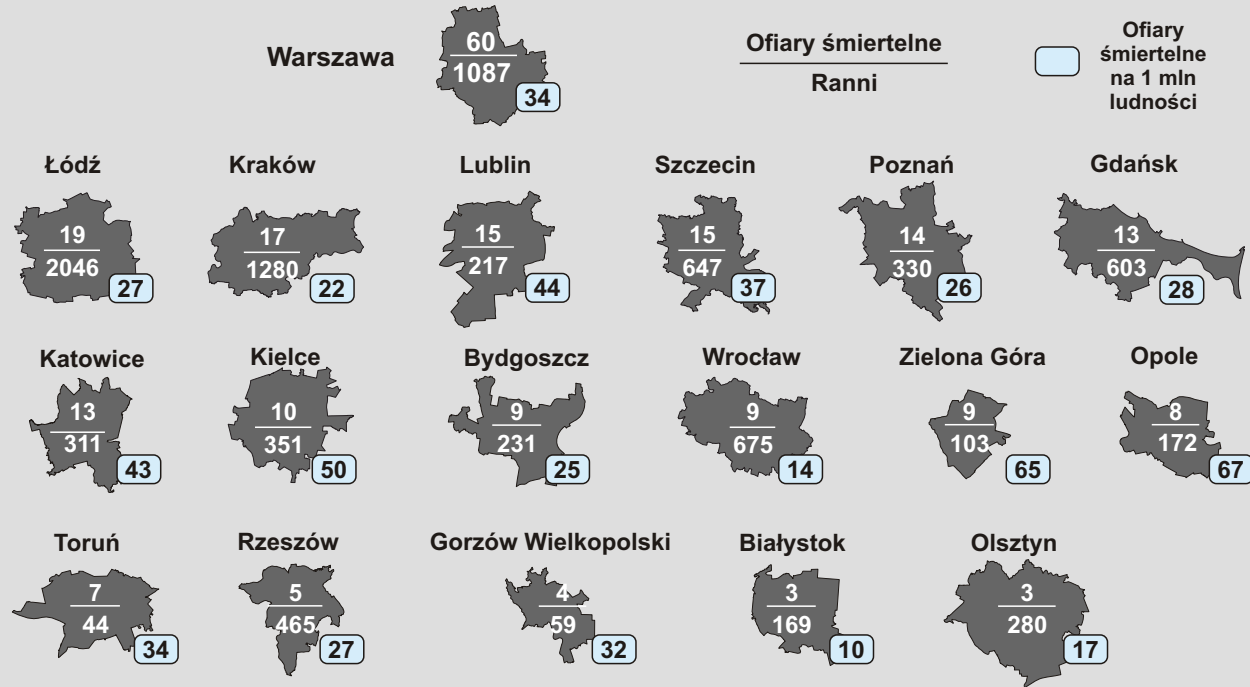 Warszawa
60
1087
34
Ofiary śmiertelne
Ranni
Ofiary
śmiertelne
na 1 mln
ludności
Łódź
19
2046
27
Kraków
17
1280
22
Lublin
15
217
44
Szczecin
15
647
37
Poznań
14
330
26
Gdańsk
13
603
28
Katowice
13
311
43
Kielce
10
351
50
Bydgoszcz
9
231
25
Wrocław
9
675
14
Zielona Góra
9
103
65
Opole
8
172
67
Toruń
7
44
34
Rzeszów
5
465
27
Gorzów Wielkopolski
4
59
32
Białystok
3
169
10
Olsztyn
3
280
17